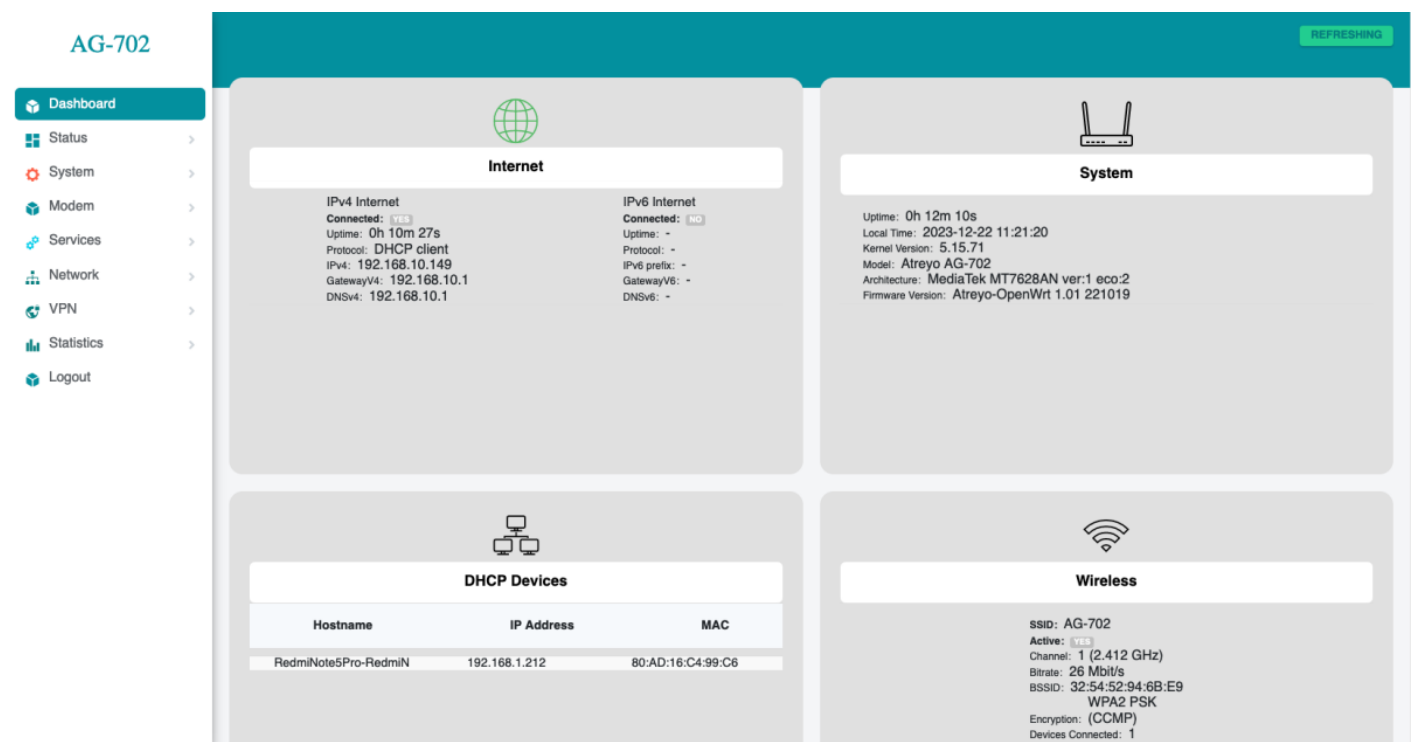 AG-702
REFRESHING
Dashboard
Status
System
Modem
Services
Network
VPN
Statistics
Logout
Internet
IPv4 Internet
Connected: YES
Uptime: 0h 10m 27s
Protocol: DHCP client
IPv4: 192.168.10.149
GatewayV4: 192.168.10.1
DNSv4: 192.168.10.1
IPv6 Internet
Connected: NO
Uptime: -
Protocol: -
IPv6 prefix: -
GatewayV6: -
DNSv6: -
System
Uptime: 0h 12m 10s
Local Time: 2023-12-22 11:21:20
Kernel Version: 5.15.71
Model: Atreyo AG-702
Architecture: MediaTek MT7628AN ver:1 eco:2
Firmware Version: Atreyo-OpenWrt 1.01 221019
DHCP Devices
Hostname IP Address MAC
RedmiNote5Pro-RedmiN 192.168.1.212 80:AD:16:C4:99:C6
Wireless
SSID: AG-702
Active: YES
Channel: 1 (2.412 GHz)
Bitrate: 26 Mbit/s
BSSID: 32:54:52:94:6B:E9
WPA2 PSK
Encryption: (CCMP)
Devices Connected: 1